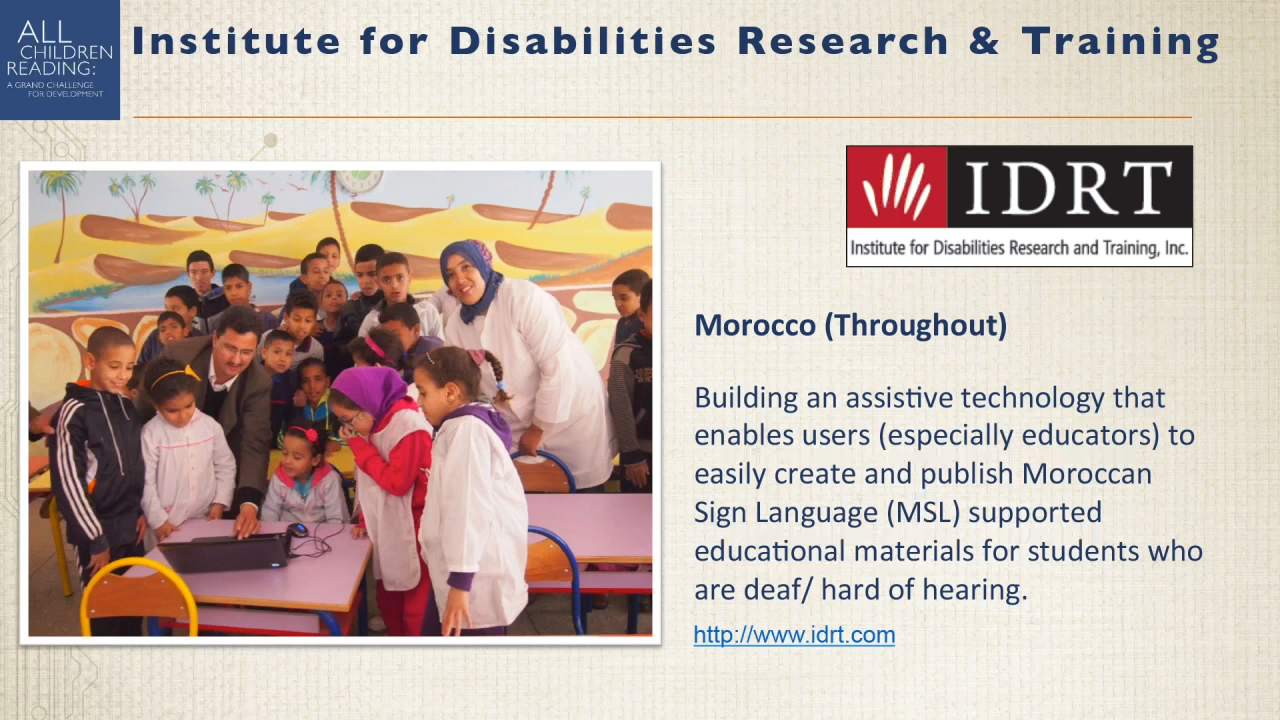 ALL
CHILDREN
READING:
A GRAND CHALLENGE
FOR DEVELOPMENT
Institute for Disabilities Research & Training
IDRT
Institute for Disabilities Research and Training, Inc.
Morocco (Throughout)
Building an assistive technology that
enables users (especially educators) to
easily create and publish Moroccan
Sign Language (MSL) supported
educational materials for students who
are deaf/ hard of hearing.
http://www.idrt.com